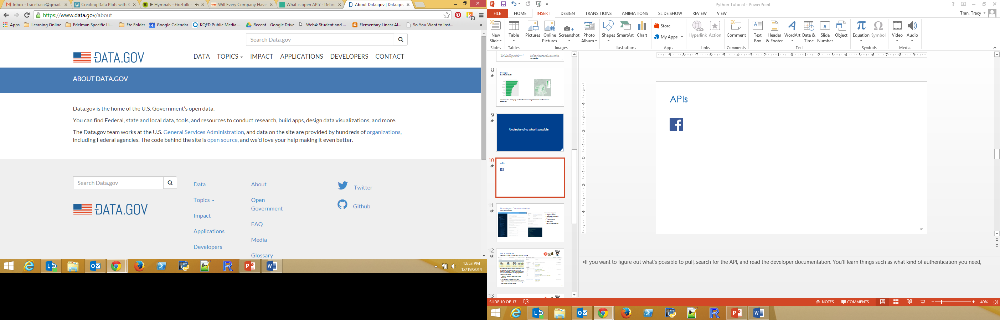 Inbox - tracetrace@gmail.
Creating Data Plots with R
Hymnals - Grizfolk -
Will Every Company Have
What is open API? - Defini
About Data.gov | Data.gov
https://www.data.gov/about
Apps
Learning Online
Edelman Specific Li...
Etc Folder
Google Calendar
KQED Public Media ...
Recent - Google Drive
Web4: Student and ...
Elementary Linear Al...
So You Want to Inst...
Search Data.gov
DATA.GOV
DATA TOPICS IMPACT APPLICATIONS DEVELOPERS CONTACT
ABOUT DATA.GOV
Data.gov is the home of the U.S. Government's open data.
You can find Federal, state and local data, tools, and resources to conduct research, build apps, design data visualizations, and more.
The Data.gov team works at the U.S. General Services Administration, and data on the site are provided by hundreds of organizations,
including Federal agencies. The code behind the site is open source, and we'd love your help making it even better.
Search Data.gov
DATA.GOV
Data
Topics
Impact
Applications
Developers
About
Open
Government
FAQ
Media
Glossary
Twitter
Github
12:53 PM
12/19/2014
Python Tutorial - PowerPoint
FILE HOME INSERT DESIGN TRANSITIONS ANIMATIONS SLIDE SHOW REVIEW VIEW
Tran, Tracy
New
Slide
Table
Pictures
Online
Pictures
Screenshot
Photo
Album
Shapes
SmartArt
Chart
Store
My Apps
Hyperlink
Action
Comment
Text
Box
Header
& Footer
WordArt
Date &
Time
Slide
Number
Object
Equation
Symbol
Video
Audio
Slides
Tables
Images
Illustrations
Apps
Links
Comments
Text
Symbols
Media
8
Python
9
Understanding what's possible
10
APIs
11
Developer Documentation
12
Git & GitHub
git
13
APIs
10
•If you want to figure out what's possible to pull, search for the API, and read the developer documentation. You'll learn things such as what kind of authentication you need,
SLIDE 10 OF 17
NOTES
COMMENTS
40%